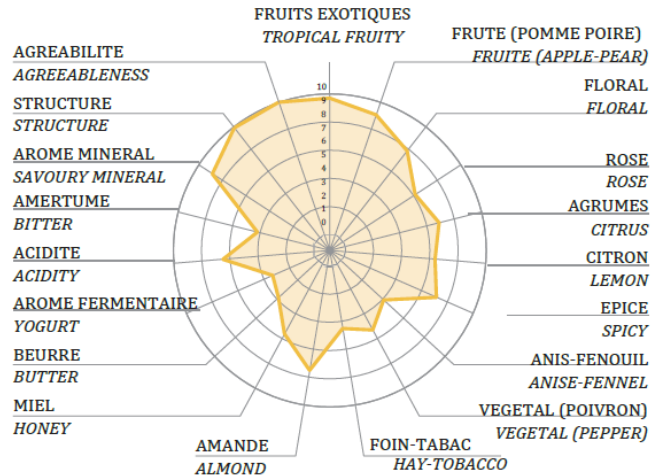 FRUITS EXOTIQUES
TROPICAL FRUITY
FRUTE (POMME POIRE)
FRUITE (APPLE-PEAR)
FLORAL
FLORAL
ROSE
ROSE
AGRUMES
CITRUS
CITRON
LEMON
EPICE
SPICY
ANIS-FENOUIL
ANISE-FENNEL
VEGETAL (POIVRON)
VEGETAL (PEPPER)
FOIN-TABAC
HAY-TOBACCO
AMANDE
ALMOND
MIEL
HONEY
BEURRE
BUTTER
AROME FERMENTAIRE
YOGURT
ACIDITE
ACIDITY
AMERTUME
BITTER
AROME MINERAL
SAVOURY MINERAL
STRUCTURE
STRUCTURE
AGREABILITE
AGREEABLENESS
10
9
8
7
6
5
4
3
2
1
0